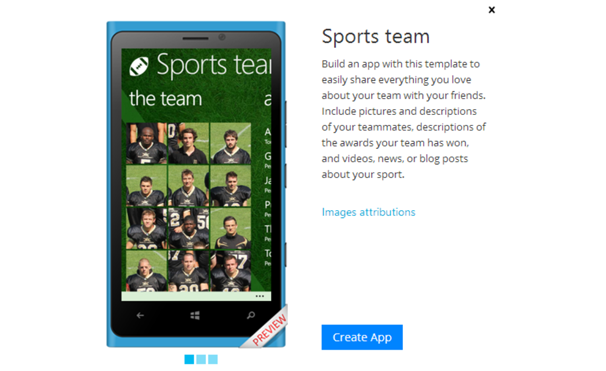 x
Sports tea
the team
a
PREVIEW
Sports team
Build an app with this template to
easily share everything you love
about your team with your friends.
Include pictures and descriptions
of your teammates, descriptions of
the awards your team has won,
and videos, news, or blog posts
about your sport.
Images attributions
Create App